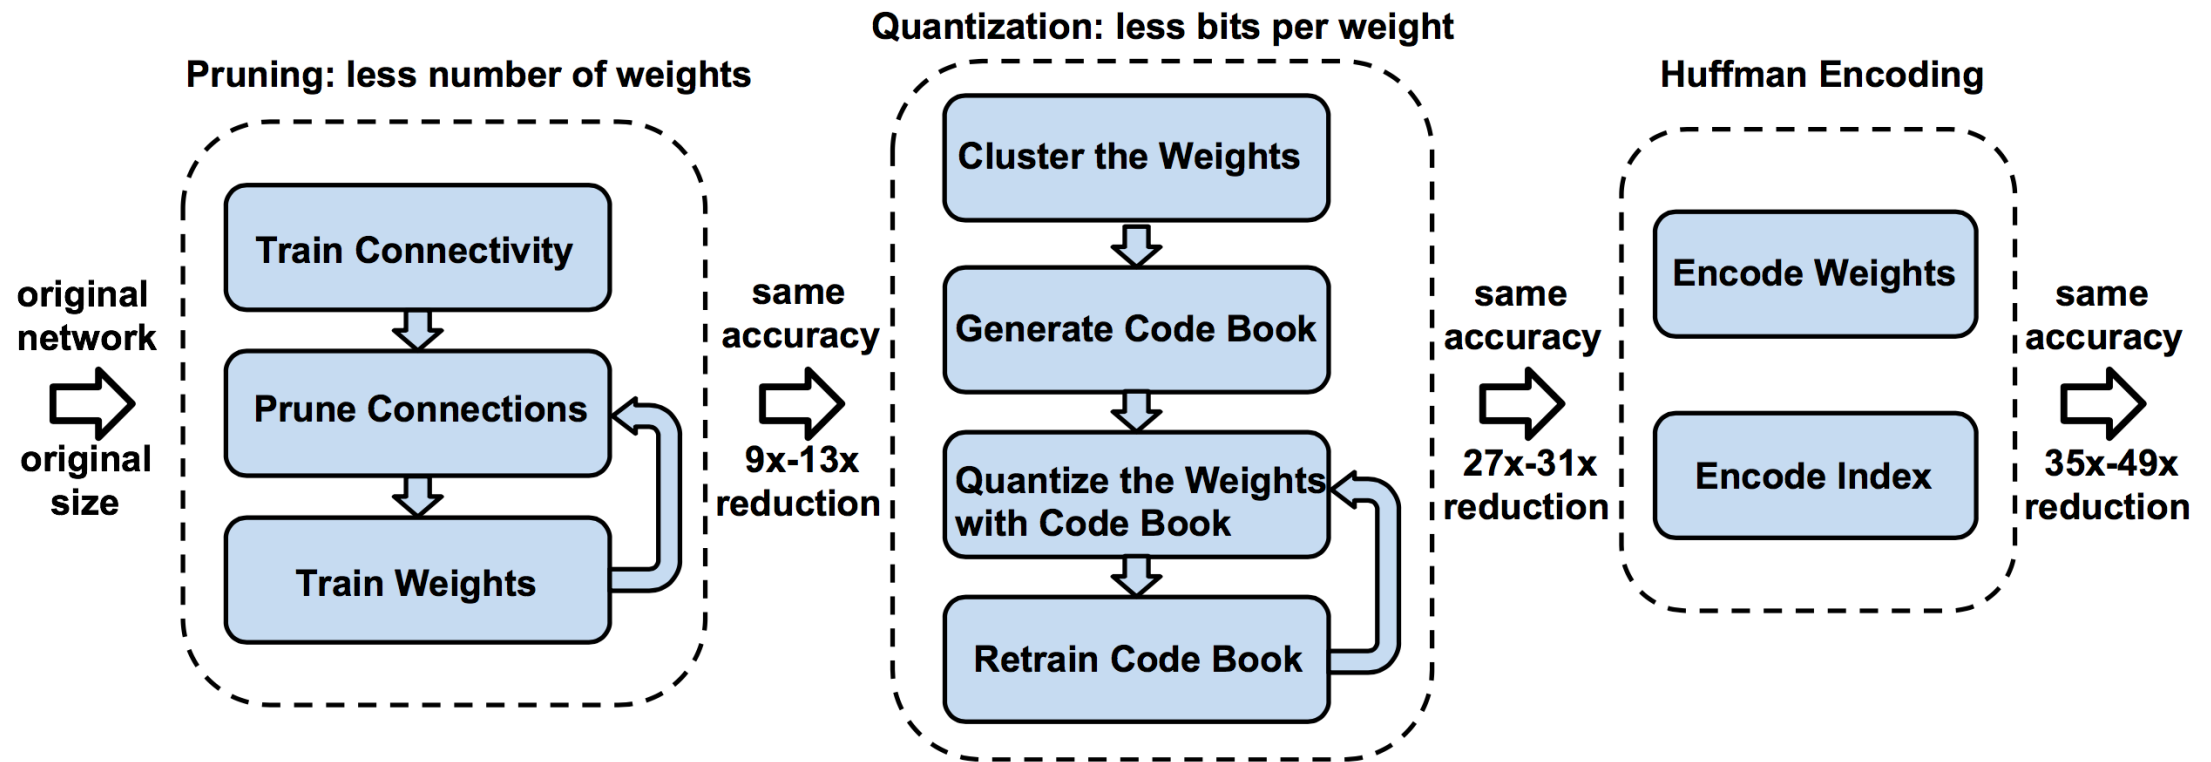 original
network
original
size
Pruning: less number of weights
Train Connectivity
Prune Connections
Train Weights
same
accuracy
9x-13x
reduction
Quantization: less bits per weight
Cluster the Weights
Generate Code Book
Quantize the Weights
with Code Book
Retrain Code Book
same
accuracy
27x-31x
reduction
Huffman Encoding
Encode Weights
Encode Index
same
accuracy
35x-49x
reduction